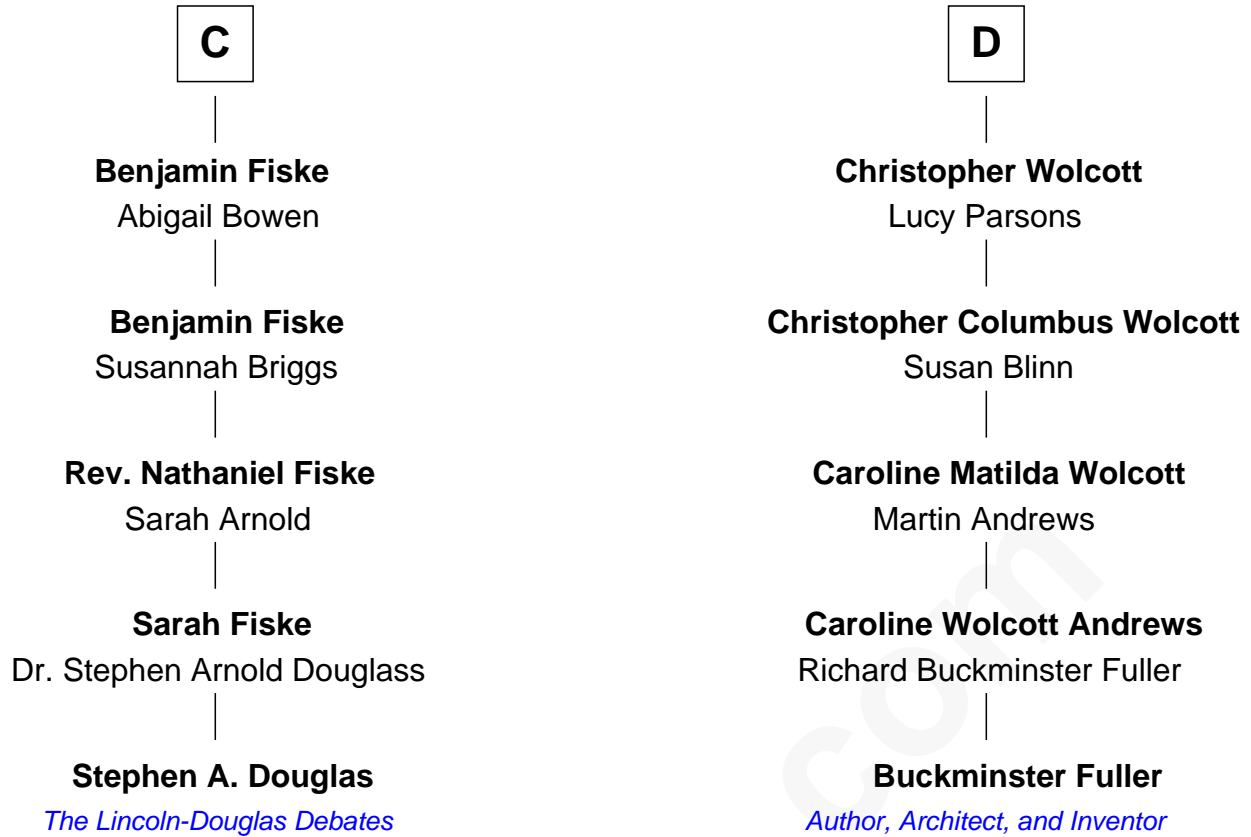 C
Benjamin Fiske
Abigail Bowen
Benjamin Fiske
Susannah Briggs
Rev. Nathaniel Fiske
Sarah Arnold
Sarah Fiske
Dr. Stephen Arnold Douglass
Stephen A. Douglas
The Lincoln-Douglas Debates
D
Christopher Wolcott
Lucy Parsons
Christopher Columbus Wolcott
Susan Blinn
Caroline Matilda Wolcott
Martin Andrews
Caroline Wolcott Andrews
Richard Buckminster Fuller
Buckminster Fuller
Author, Architect, and Inventor
com